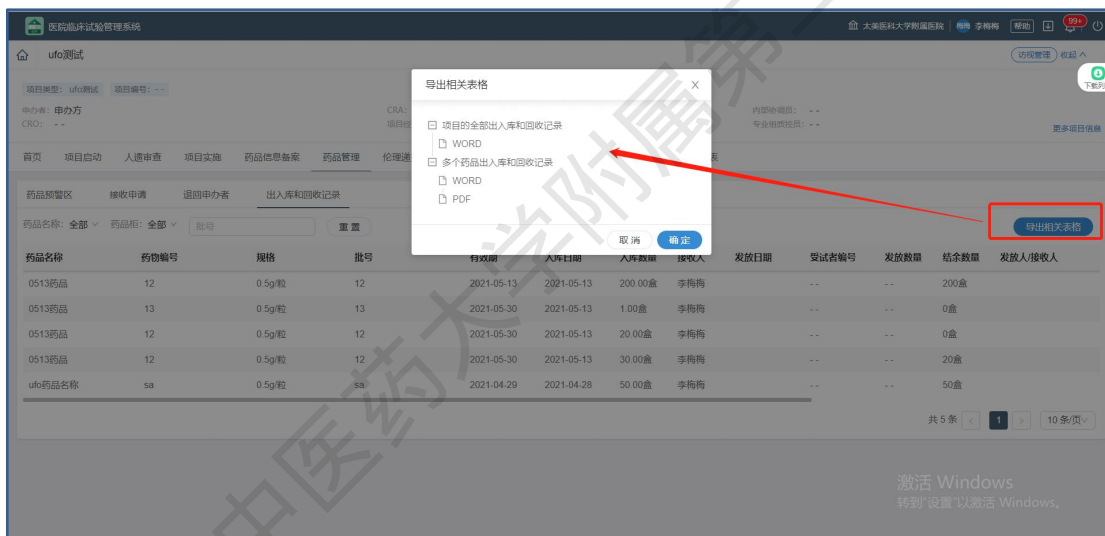 医院临床试验管理系统
太美医科大学附属医院 梅梅 李梅梅 帮助 99+
ufo测试
访视管理 收起
项目类型: ufo测试 项目编号: --
下载列
申办者: 申办方
CRA:
内部协调员: --
CRO: --
专业组质控员: --
更多项目信息
首页 项目启动 人遗审查 项目实施 药品信息备案 药品管理 伦理递
药品预警区 接收申请 退回申办者 出入库和回收记录
药品名称: 全部 药品柜: 全部 批号 重置
导出相关表格
导出相关表格 X
项目的全部出入库和回收记录
WORD
多个药品出入库和回收记录
WORD
PDF
取消 确定
药品名称 药物编号 规格 批号 有效期 入库日期 入库数量 接收人 发放日期 受试者编号 发放数量 结余数量 发放人/接收人
0513药品 12 0.5g/粒 12 2021-05-13 2021-05-13 200.00盒 李梅梅 -- -- 200盒
0513药品 13 0.5g/粒 13 2021-05-30 2021-05-13 1.00盒 李梅梅 -- -- 0盒
0513药品 12 0.5g/粒 12 2021-05-30 2021-05-13 20.00盒 李梅梅 -- -- 0盒
0513药品 12 0.5g/粒 12 2021-05-30 2021-05-13 30.00盒 李梅梅 -- -- 20盒
ufo药品名称 sa 0.5g/粒 sa 2021-04-29 2021-04-28 50.00盒 李梅梅 -- -- 50盒
共 5 条 < 1 > 10 条/页
激活 Windows
转到"设置"以激活 Windows。
中医药大学附属第